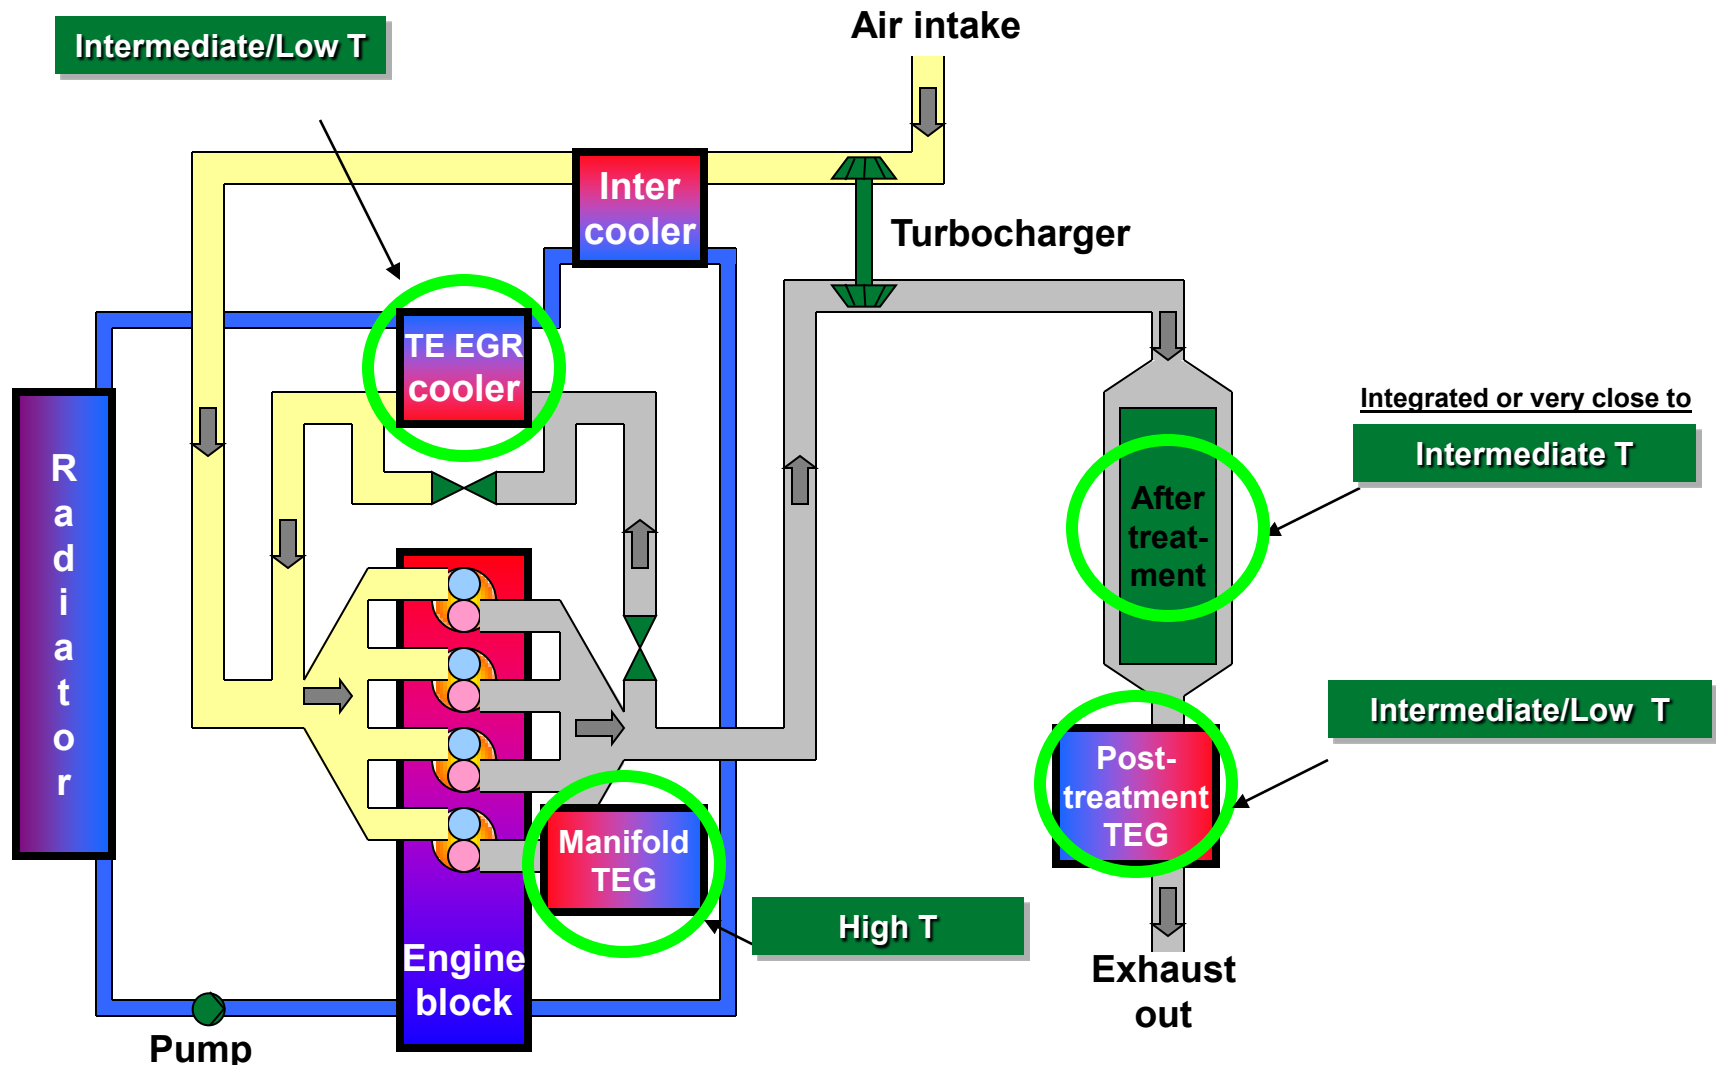 Air intake
Intermediate/Low T
Inter
cooler
Turbocharger
TE EGR
cooler
Integrated or very close to
Intermediate T
R
a
d
i
a
t
o
r
After
treat-
ment
Intermediate/Low  T
Post-
treatment
TEG
Manifold
TEG
High T
Engine
block
Exhaust
out
Pump